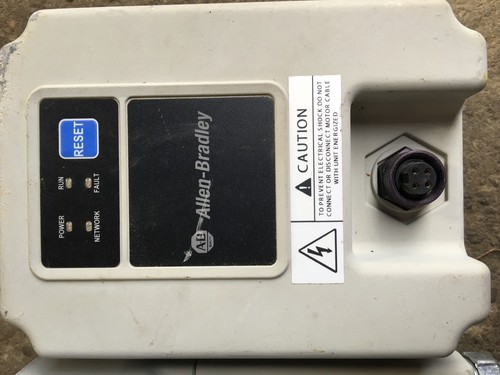 RESET
RUN
FAULT
POWER
NETWORK
AB
Allen-Bradley
CAUTION
TO PREVENT ELECTRICAL SHOCK DO NOT
CONNECT OR DISCONNECT MOTOR CABLE
WITH UNIT ENERGIZED